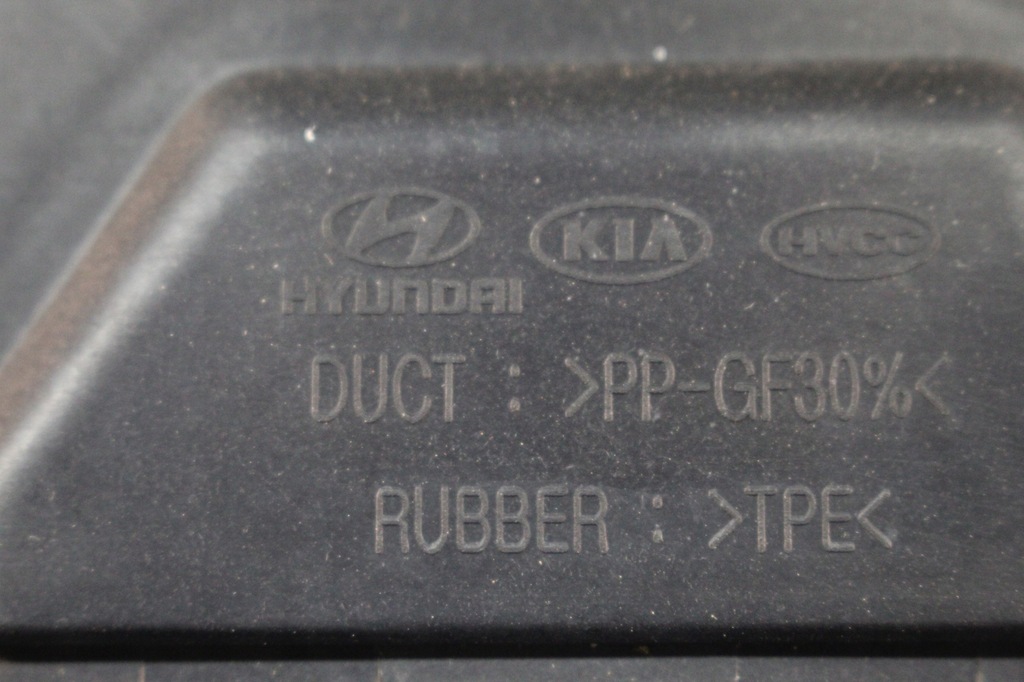 KIA HVCC
HYUNDAI
DUCT : >PP-GF30%<
RUBBER : >TPE<